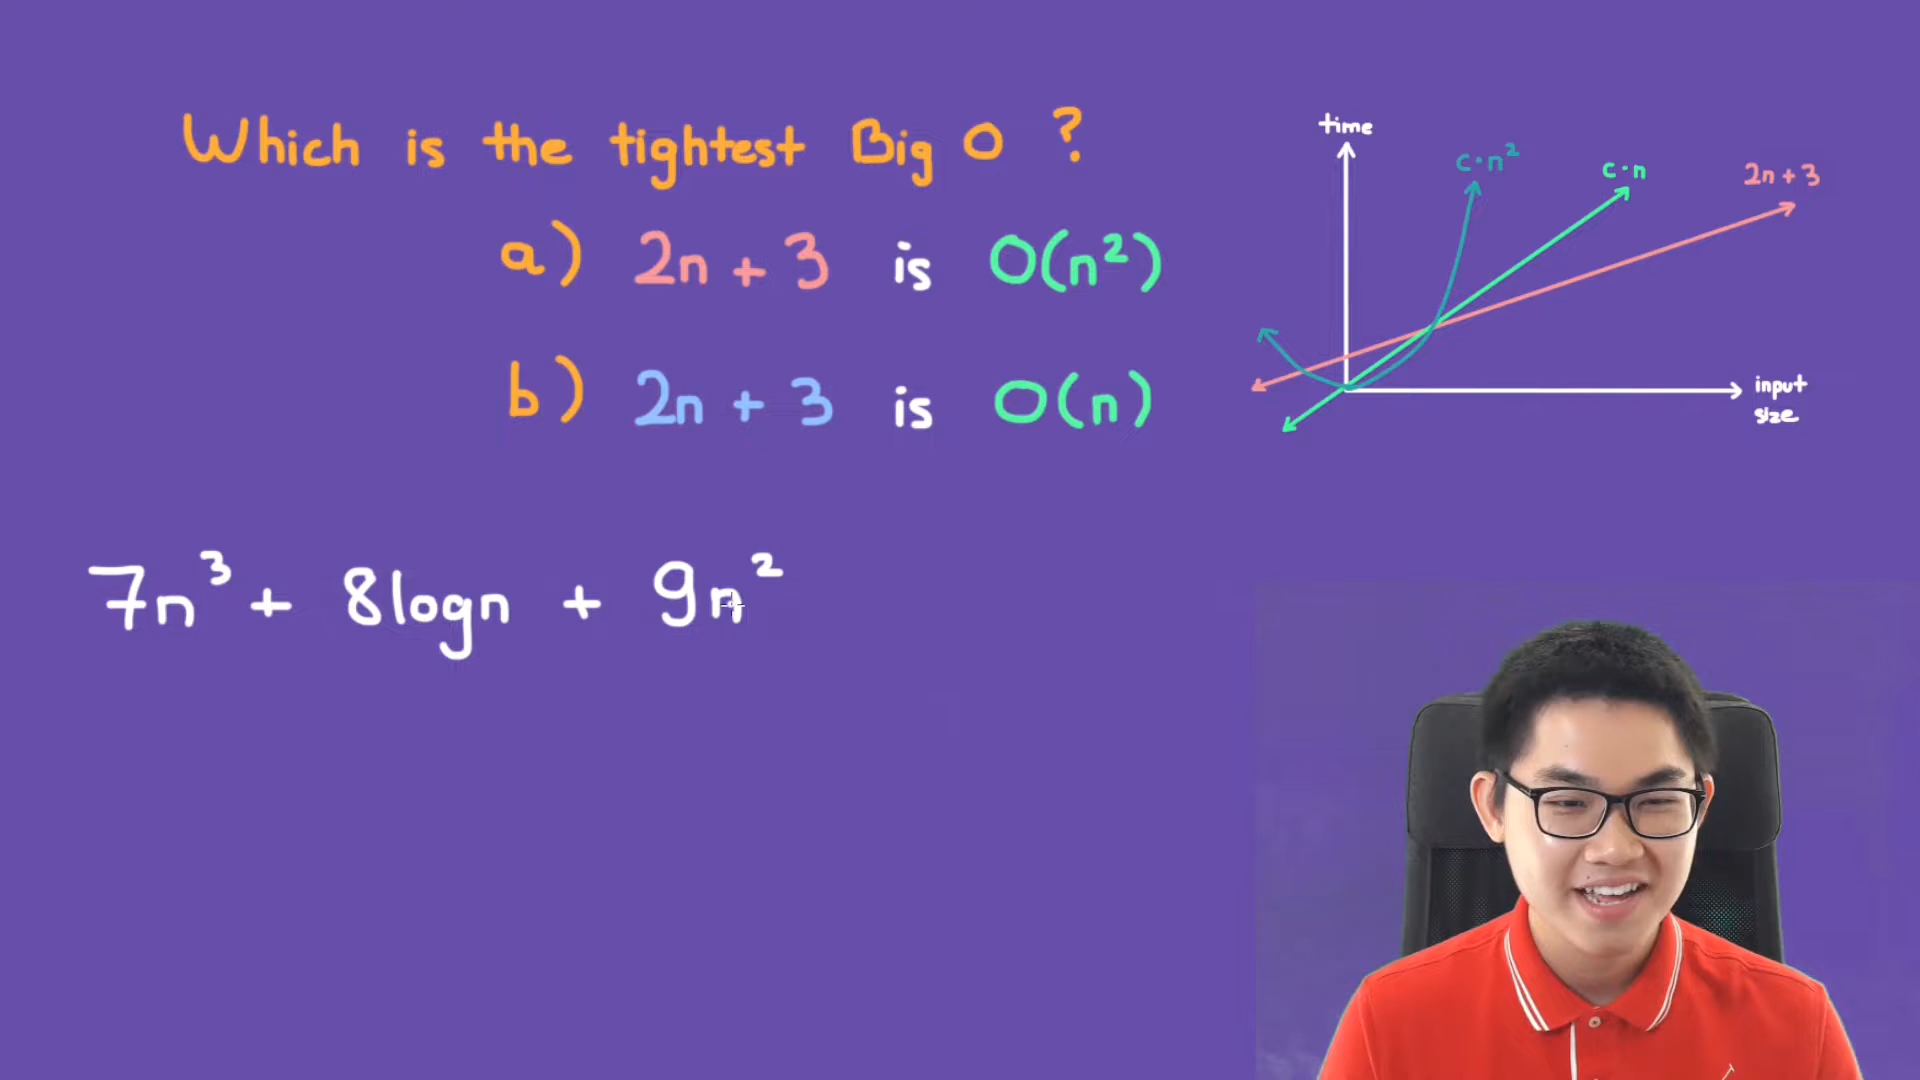 Which is the tightest Big O ?
a) 2n + 3 is O(n²)
b) 2n + 3 is O(n)
time
c·n²
c·n
2n + 3
input
size
7n³ + 8logn + 9n²